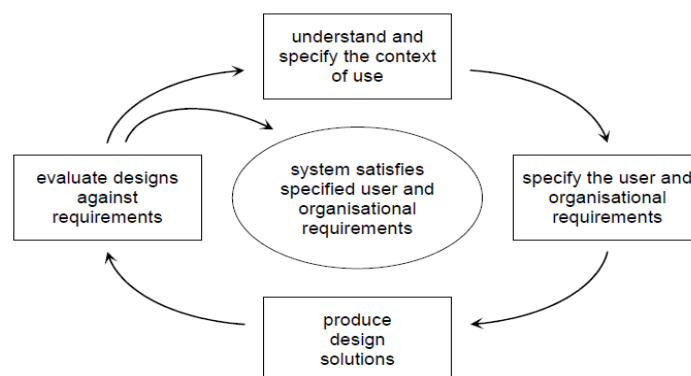 understand and
specify the context
of use
evaluate designs
against
requirements
system satisfies
specified user and
organisational
requirements
specify the user and
organisational
requirements
produce
design
solutions